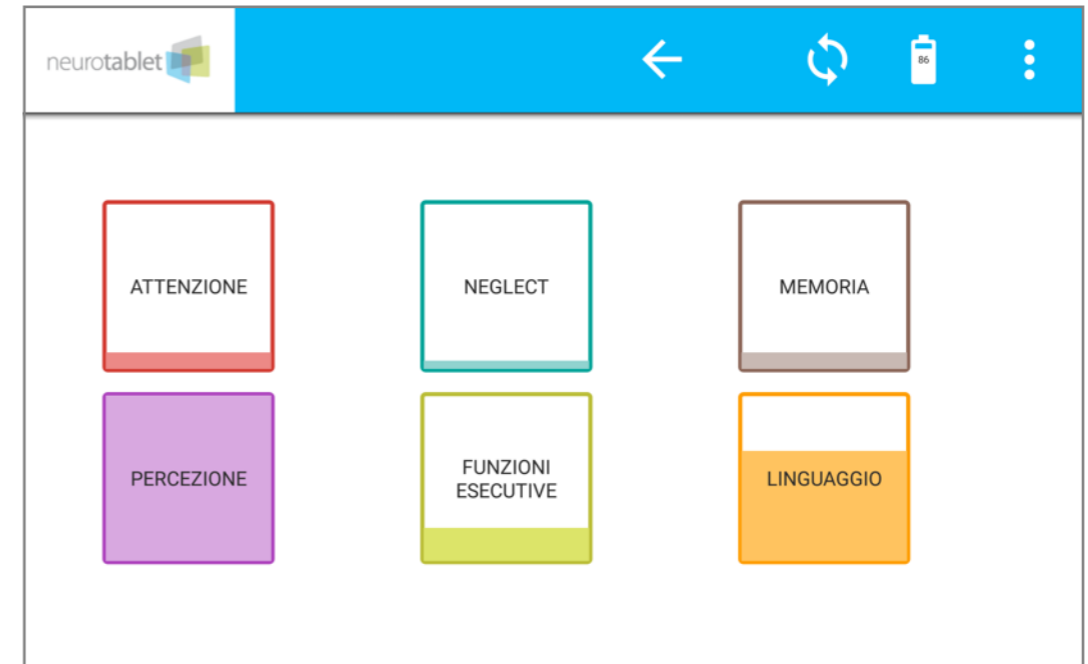 neurotablet
86
ATTENZIONE
NEGLECT
MEMORIA
PERCEZIONE
FUNZIONI
ESECUTIVE
LINGUAGGIO